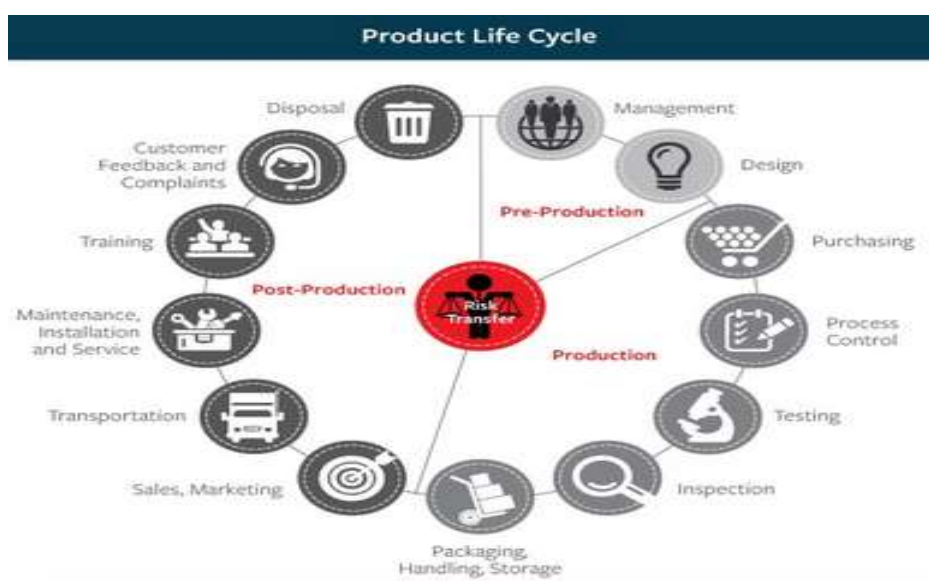 Product Life Cycle
Disposal
Management
Customer
Feedback and
Complaints
Design
Pre-Production
Training
Purchasing
Post-Production
Risk
Transfer
Maintenance,
Installation
and Service
Process
Control
Production
Transportation
Testing
Sales, Marketing
Inspection
Packaging,
Handling, Storage